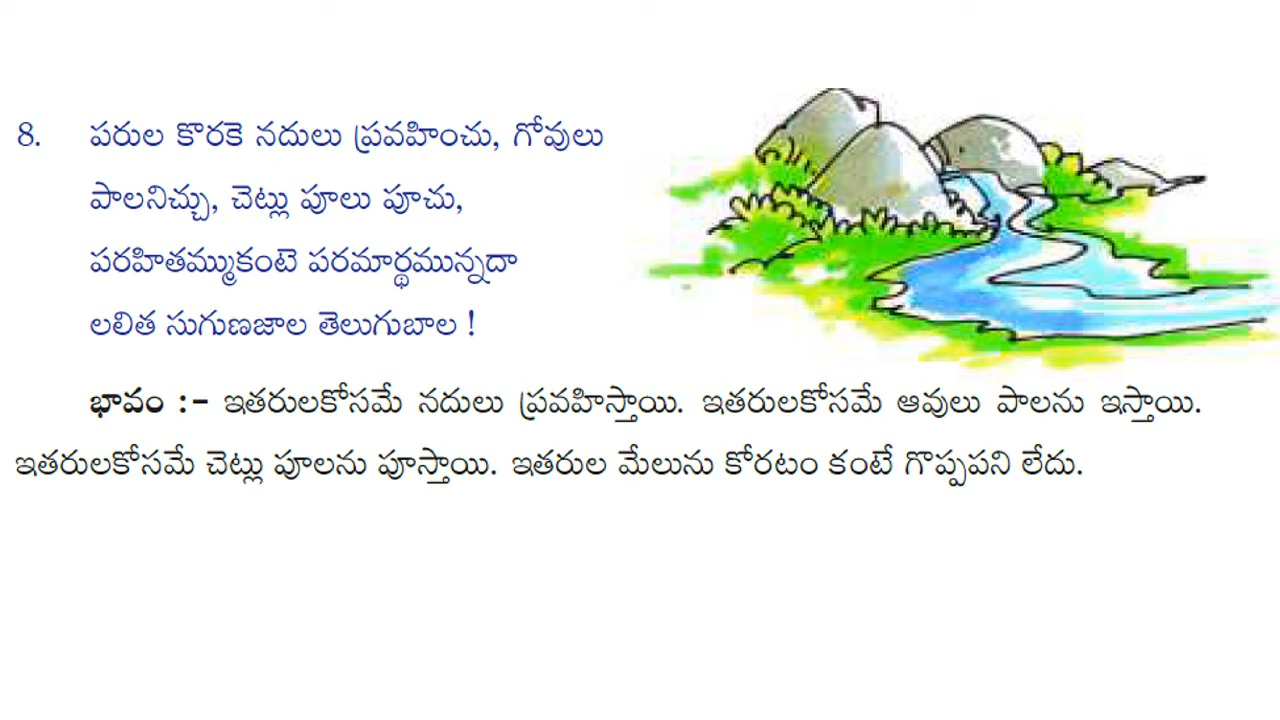 8. పరుల కొరకె నదులు ప్రవహించు, గోవులు
పాలనిచ్చు, చెట్లు పూలు పూచు,
పరహితమ్ముకంటె పరమార్థమున్నదా
లలిత సుగుణజాల తెలుగుబాల !
భావం :- ఇతరులకోసమే నదులు ప్రవహిస్తాయి. ఇతరులకోసమే ఆవులు పాలను ఇస్తాయి.
ఇతరులకోసమే చెట్లు పూలను పూస్తాయి. ఇతరుల మేలును కోరటం కంటే గొప్పపని లేదు.